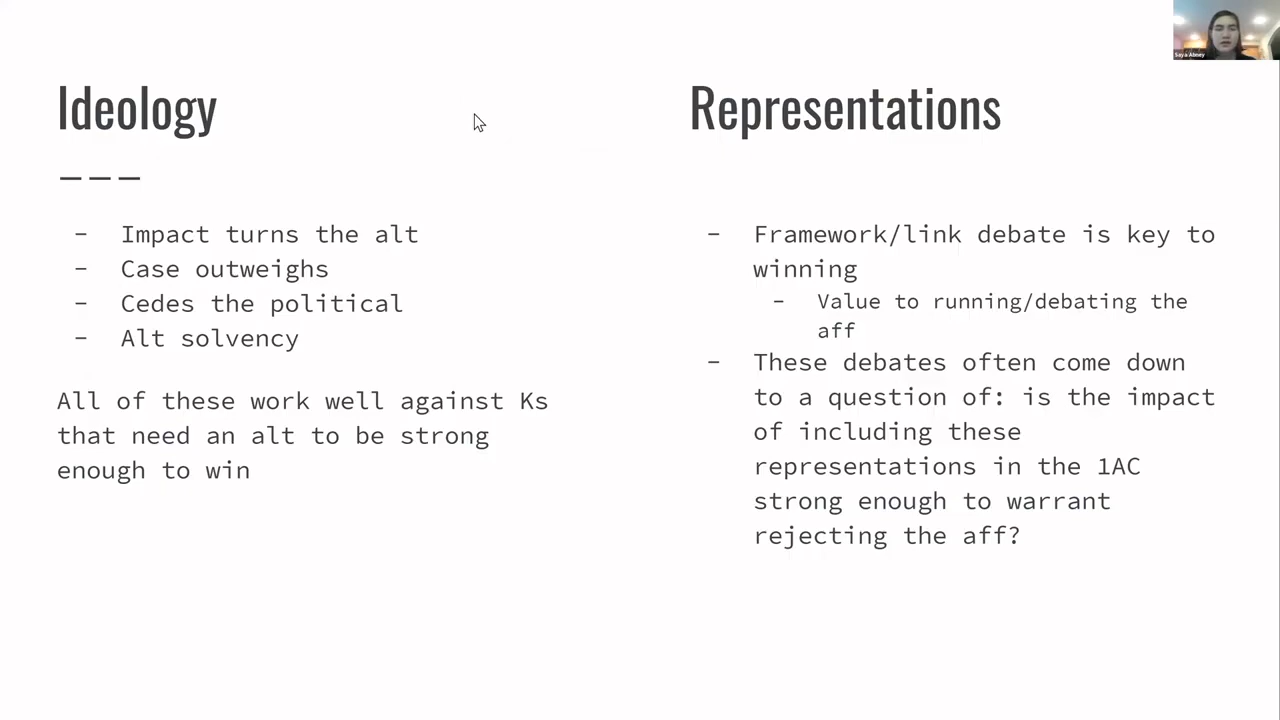 Ideology
- Impact turns the alt
- Case outweighs
- Cedes the political
- Alt solvency
All of these work well against Ks
that need an alt to be strong
enough to win
Representations
- Framework/link debate is key to
winning
- Value to running/debating the
aff
- These debates often come down
to a question of: is the impact
of including these
representations in the 1AC
strong enough to warrant
rejecting the aff?
Saya Abney